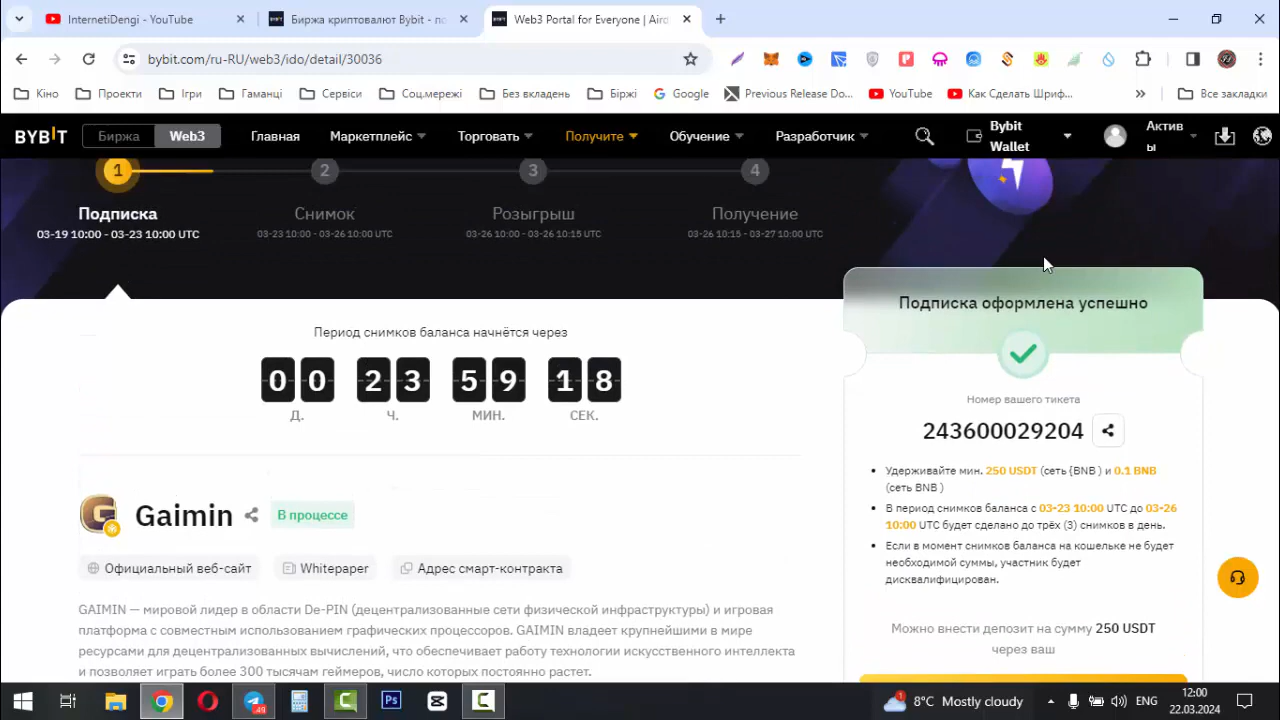 InternetiDengi - YouTube
Биржа криптовалют Bybit - по
Web3 Portal for Everyone | Aird
bybit.com/ru-RU/web3/ido/detail/30036
Кіно
Проекти
Ігри
Гаманці
Сервіси
Соц.мережі
Без вкладень
Біржі
Google
Previous Release Do...
YouTube
Как Сделать Шриф...
Все закладки
BYBIT
Биржа
Web3
Главная
Маркетплейс
Торговать
Получите
Обучение
Разработчик
Bybit
Wallet
Актив
ы
1
2
3
4
Подписка
Снимок
Розыгрыш
Получение
03-19 10:00 - 03-23 10:00 UTC
03-23 10:00 - 03-26 10:00 UTC
03-26 10:00 - 03-26 10:15 UTC
03-26 10:15 - 03-27 10:00 UTC
Период снимков баланса начнётся через
00 23 59 18
Д. Ч. МИН. СЕК.
Gaimin
В процессе
Официальный веб-сайт
Whitepaper
Адрес смарт-контракта
GAIMIN — мировой лидер в области De-PIN (децентрализованные сети физической инфраструктуры) и игровая
платформа с совместным использованием графических процессоров. GAIMIN владеет крупнейшими в мире
ресурсами для децентрализованных вычислений, что обеспечивает работу технологии искусственного интеллекта
и позволяет играть более 300 тысячам геймеров, число которых постоянно растет.
Подписка оформлена успешно
Номер вашего тикета
243600029204
Удерживайте мин. 250 USDT (сеть {BNB ) и 0.1 BNB
(сеть BNB )
В период снимков баланса с 03-23 10:00 UTC до 03-26
10:00 UTC будет сделано до трёх (3) снимков в день.
Если в момент снимков баланса на кошельке не будет
необходимой суммы, участник будет
дисквалифицирован.
Можно внести депозит на сумму 250 USDT
через ваш
49
Ps
1
8°C Mostly cloudy
ENG
12:00
22.03.2024